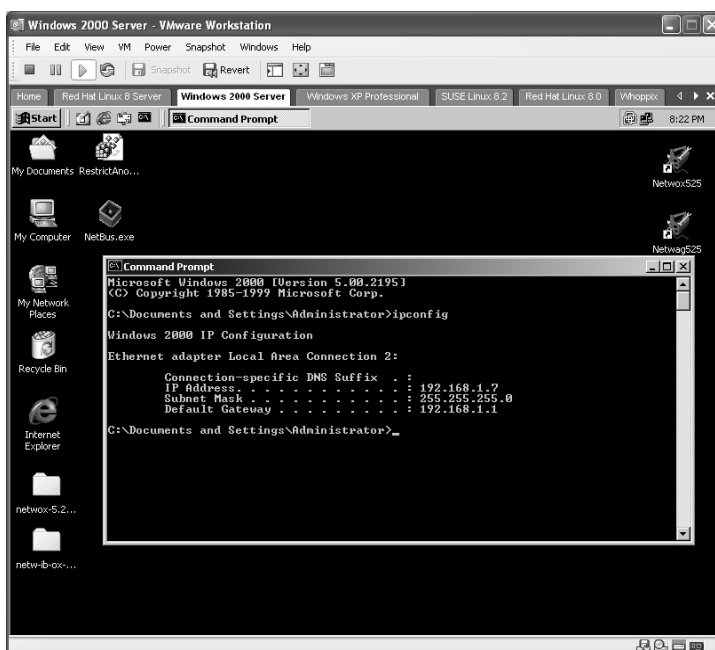 Windows 2000 Server - VMware Workstation
File Edit View VM Power Snapshot Windows Help
Snapshot Revert
Home Red Hat Linux 8 Server Windows 2000 Server Windows XP Professional SUSE Linux 8.2 Red Hat Linux 8.0 Whoppix
Start Command Prompt 8:22 PM
My Documents RestrictAno...
Netwox525
My Computer NetBus.exe
Netwag525
Command Prompt
Microsoft Windows 2000 [Version 5.00.2195]
(C) Copyright 1985-1999 Microsoft Corp.
C:\Documents and Settings\Administrator>ipconfig
Windows 2000 IP Configuration
Ethernet adapter Local Area Connection 2:
Connection-specific DNS Suffix . :
IP Address. . . . . . . . . . . . : 192.168.1.7
Subnet Mask . . . . . . . . . . . : 255.255.255.0
Default Gateway . . . . . . . . . : 192.168.1.1
C:\Documents and Settings\Administrator>_
My Network
Places
Recycle Bin
Internet
Explorer
netwox-5.2...
netw-ib-ox-...